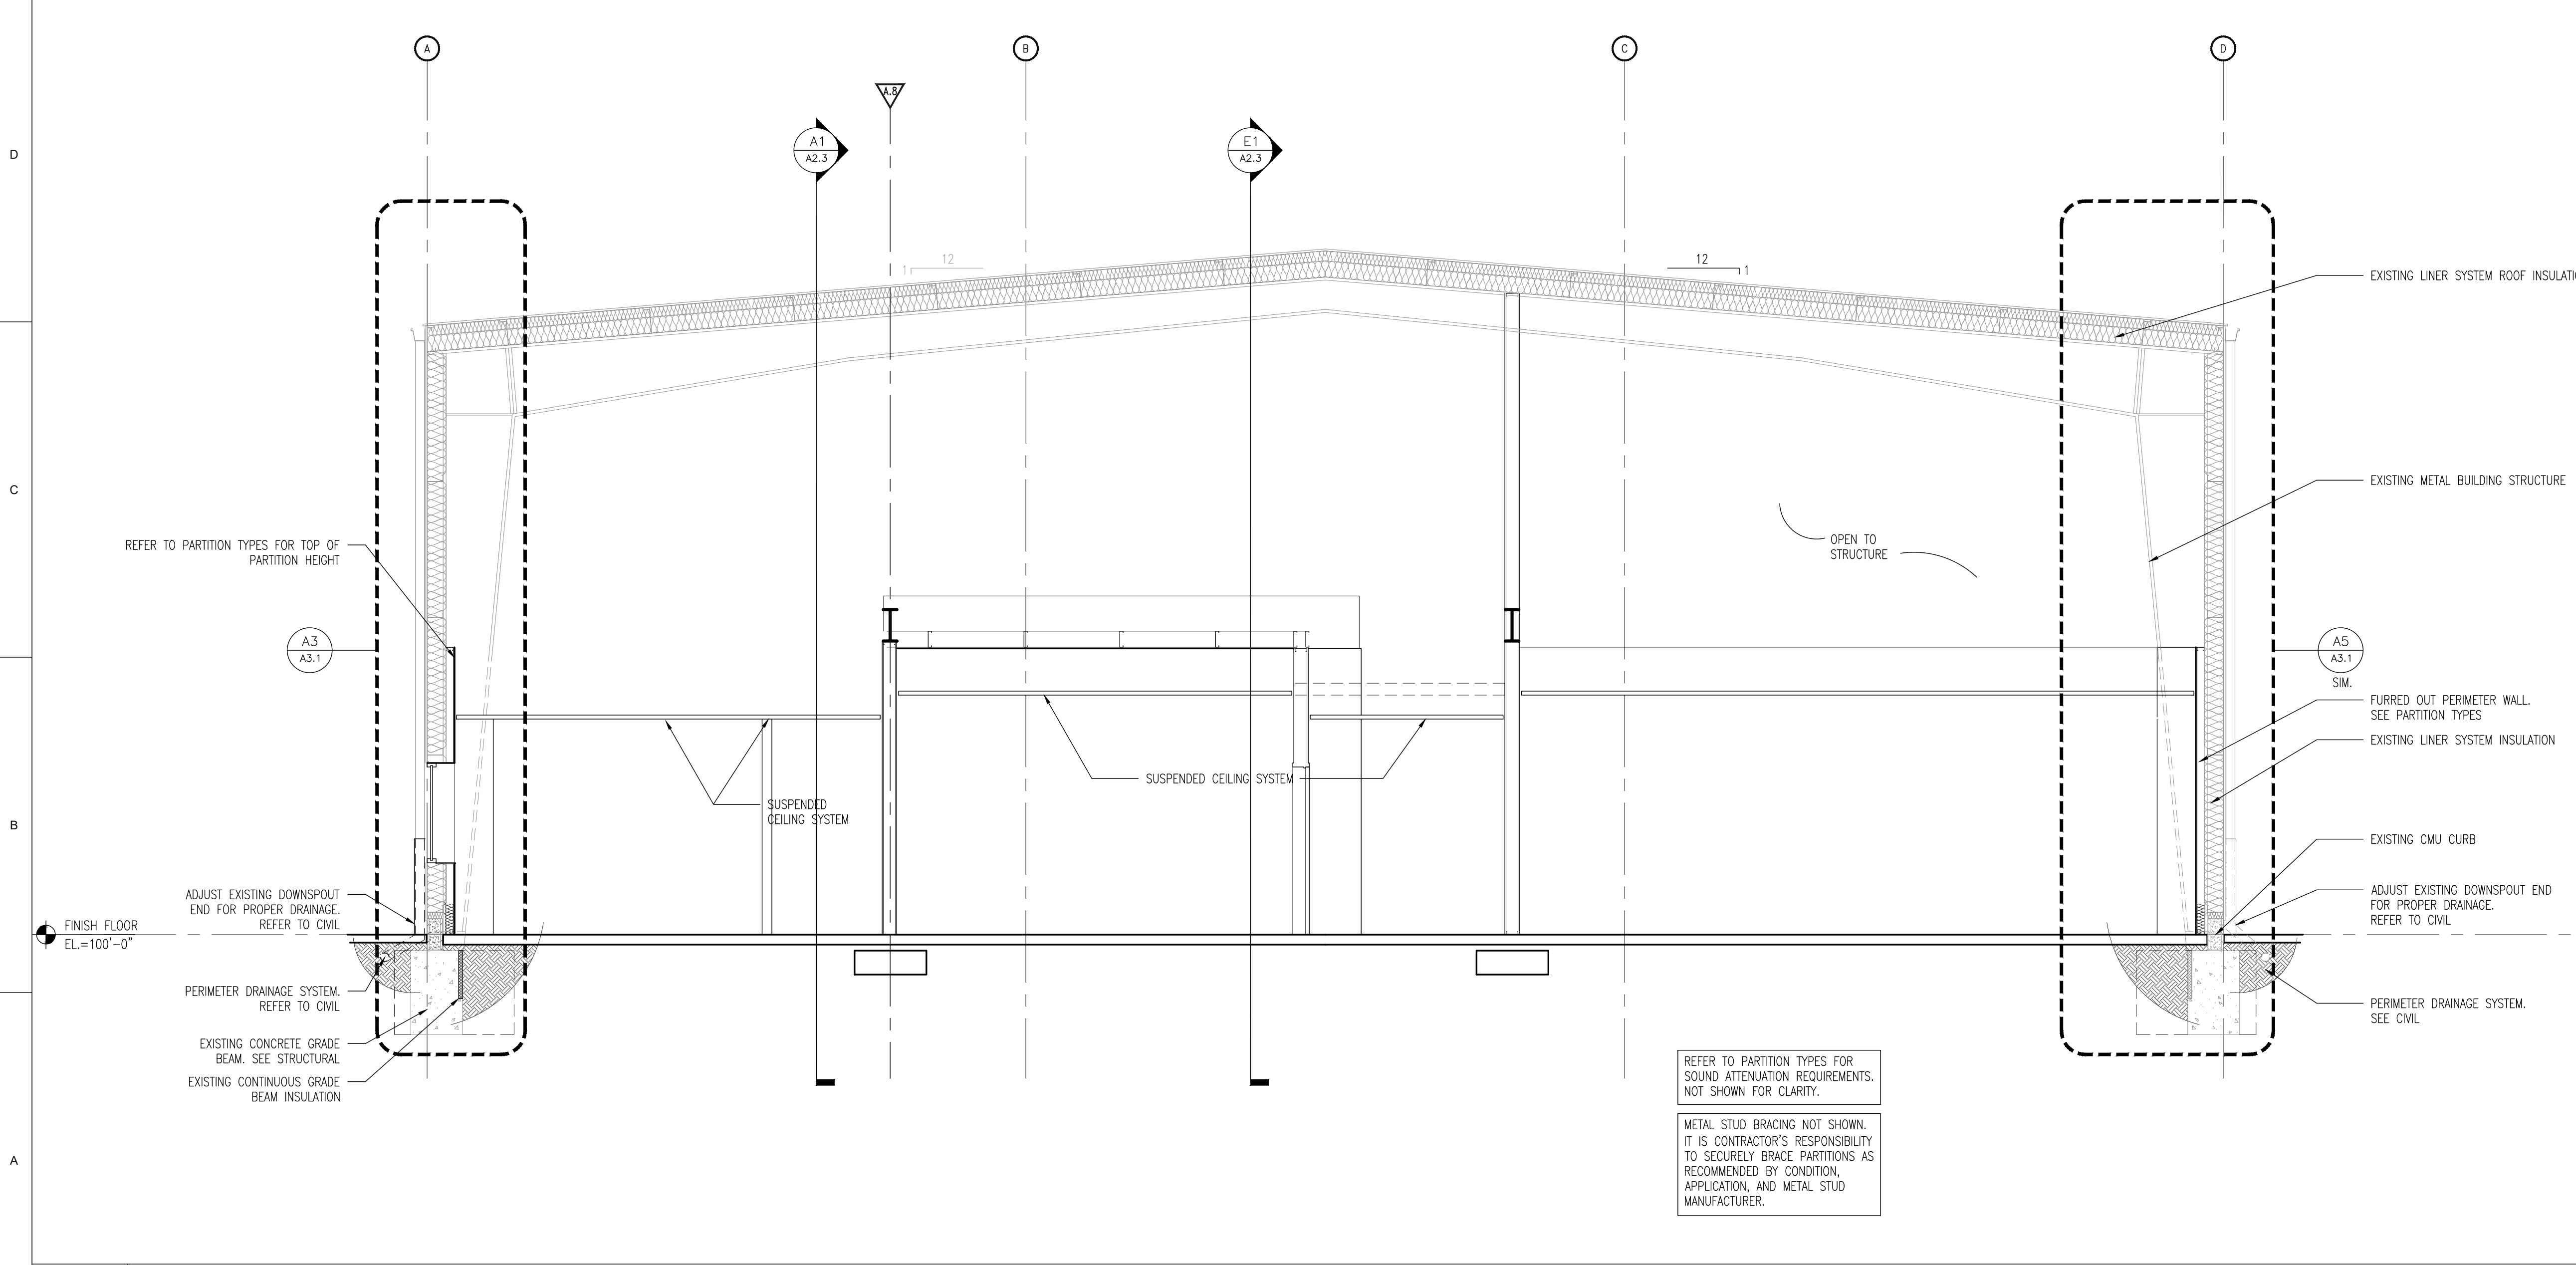 A
B
C
D
A.8
A1
A2.3
E1
A2.3
D
12
1
12
1
EXISTING LINER SYSTEM ROOF
C
EXISTING METAL BUILDING STRUCTURE
OPEN TO
STRUCTURE
REFER TO PARTITION TYPES FOR TOP OF
PARTITION HEIGHT
A3
A3.1
A5
A3.1
SIM.
FURRED OUT PERIMETER WALL.
SEE PARTITION TYPES
EXISTING LINER SYSTEM INSULATION
SUSPENDED CEILING SYSTEM
SUSPENDED
CEILING SYSTEM
B
EXISTING CMU CURB
ADJUST EXISTING DOWNSPOUT
END FOR PROPER DRAINAGE.
REFER TO CIVIL
ADJUST EXISTING DOWNSPOUT END
FOR PROPER DRAINAGE.
REFER TO CIVIL
FINISH FLOOR
EL.=100'-0"
PERIMETER DRAINAGE SYSTEM.
REFER TO CIVIL
PERIMETER DRAINAGE SYSTEM.
SEE CIVIL
EXISTING CONCRETE GRADE
BEAM. SEE STRUCTURAL
EXISTING CONTINUOUS GRADE
BEAM INSULATION
REFER TO PARTITION TYPES FOR
SOUND ATTENUATION REQUIREMENTS.
NOT SHOWN FOR CLARITY.
METAL STUD BRACING NOT SHOWN.
IT IS CONTRACTOR'S RESPONSIBILITY
TO SECURELY BRACE PARTITIONS AS
RECOMMENDED BY CONDITION,
APPLICATION, AND METAL STUD
MANUFACTURER.
A